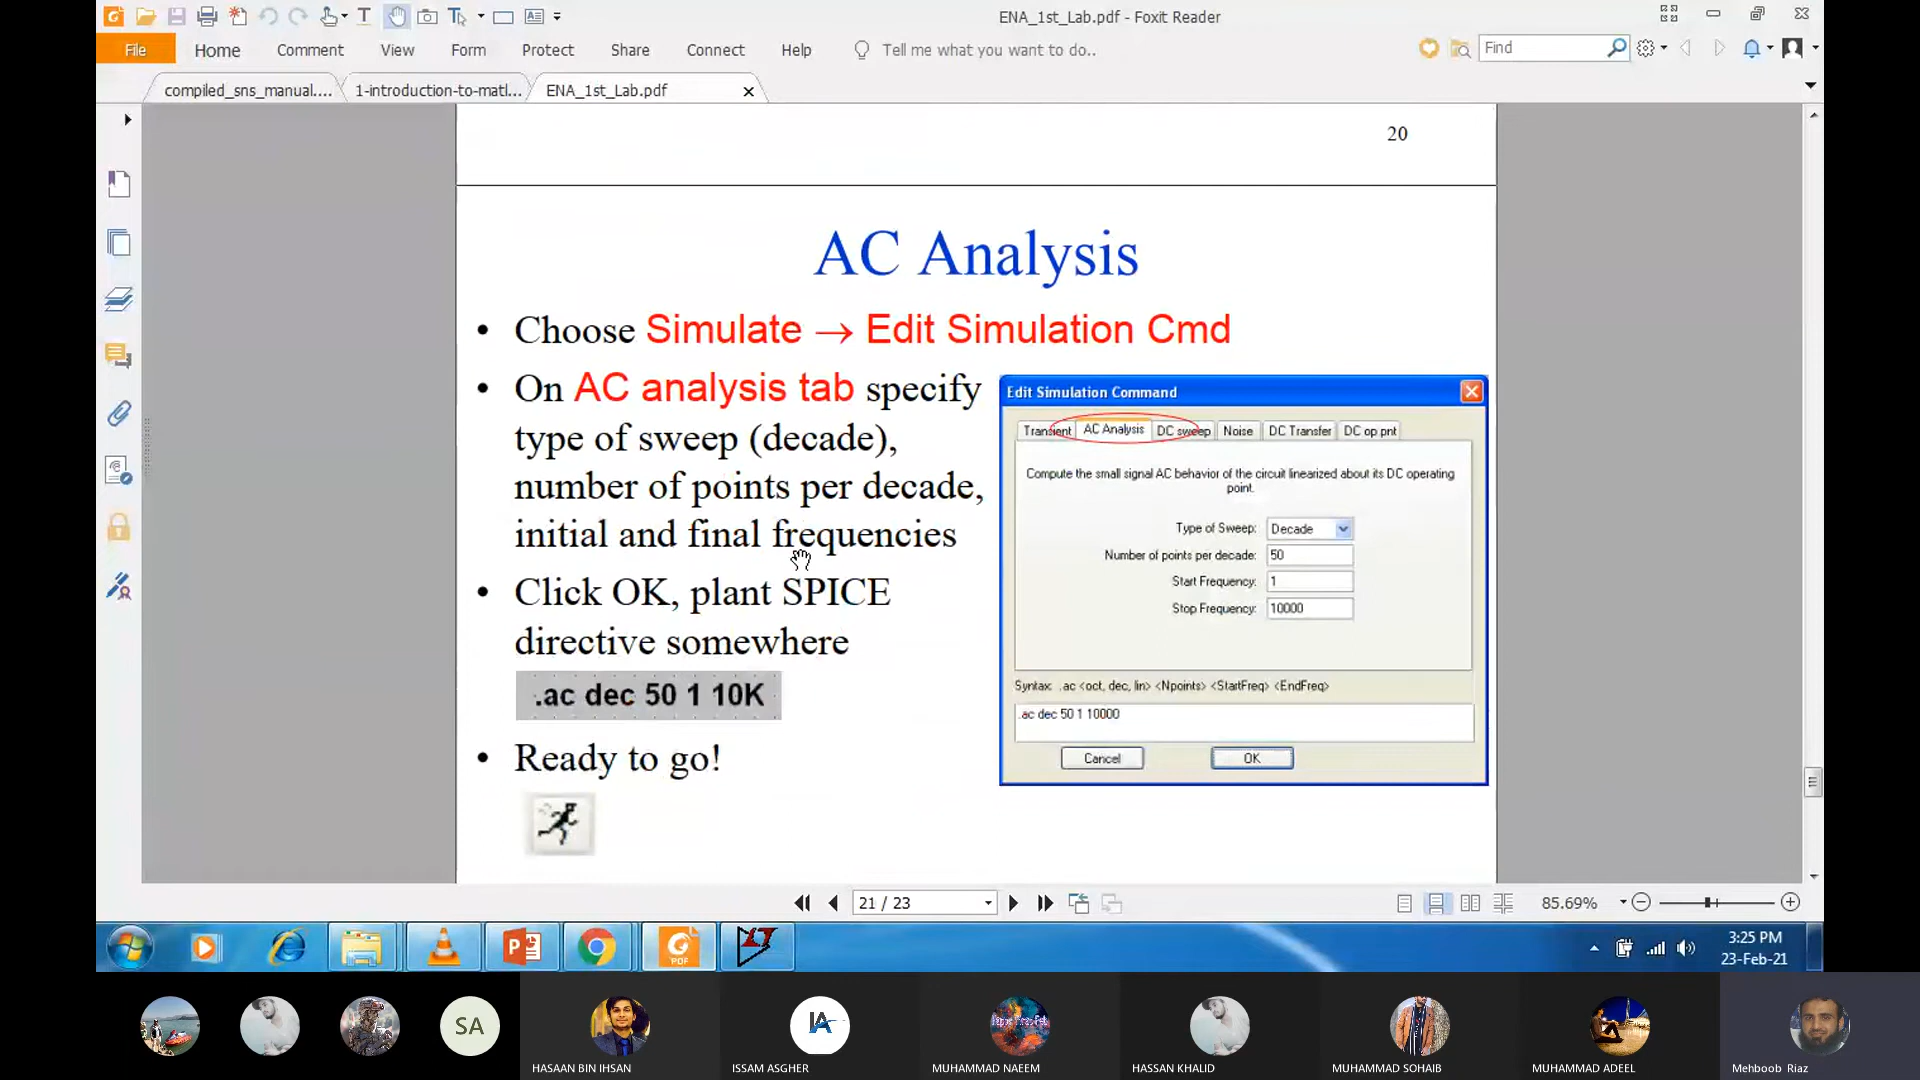 ENA_1st_Lab.pdf - Foxit Reader
File Home Comment View Form Protect Share Connect Help Tell me what you want to do.. Find
compiled_sns_manual.... 1-introduction-to-matl... ENA_1st_Lab.pdf
20
AC Analysis
• Choose Simulate → Edit Simulation Cmd
• On AC analysis tab specify
type of sweep (decade),
number of points per decade,
initial and final frequencies
• Click OK, plant SPICE
directive somewhere
.ac dec 50 1 10K
• Ready to go!
Edit Simulation Command
Transient AC Analysis DC sweep Noise DC Transfer DC op pnt
Compute the small signal AC behavior of the circuit linearized about its DC operating
point.
Type of Sweep: Decade
Number of points per decade: 50
Start Frequency: 1
Stop Frequency: 10000
Syntax: .ac <oct, dec, lin> <Npoints> <StartFreq> <EndFreq>
.ac dec 50 1 10000
Cancel OK
21 / 23
85.69%
3:25 PM
23-Feb-21
SA
IA
HASAAN BIN IHSAN ISSAM ASGHER MUHAMMAD NAEEM HASSAN KHALID MUHAMMAD SOHAIB MUHAMMAD ADEEL Mehboob Riaz